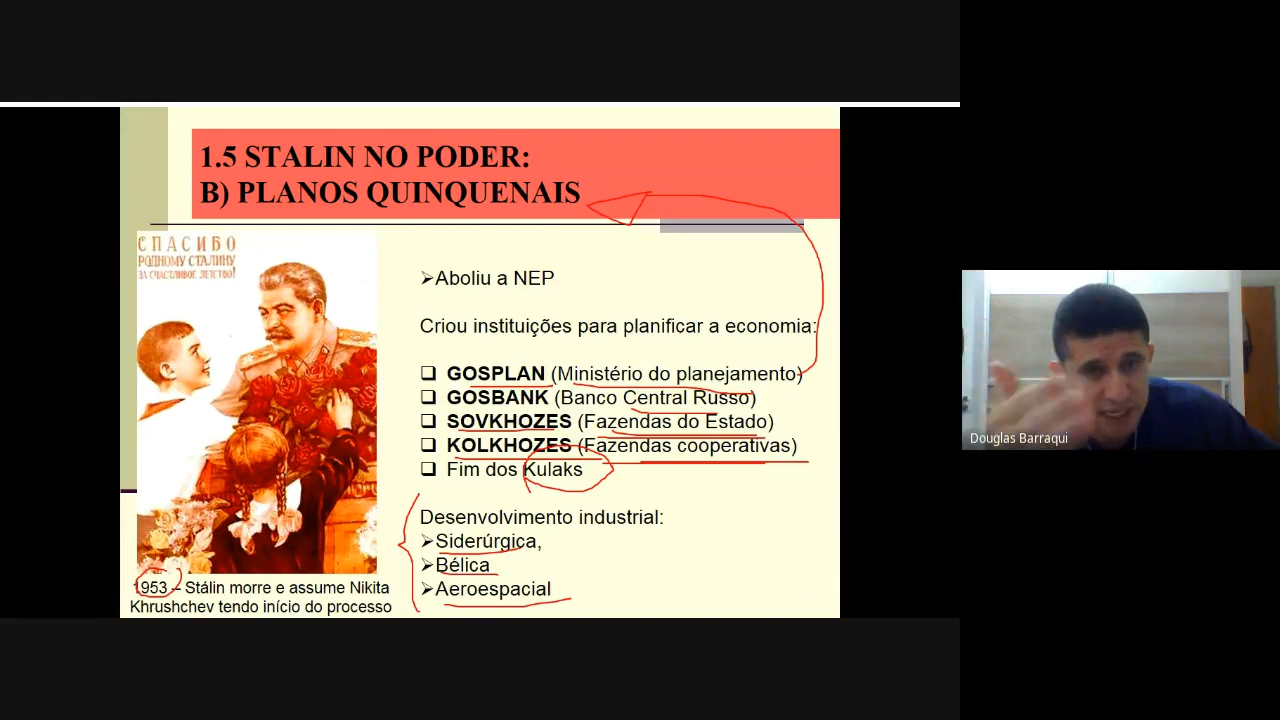 1.5 STALIN NO PODER:
B) PLANOS QUINQUENAIS
СПАСИБО
РОДНОМУ СТАЛИНУ
ЗА СЧАСТЛИВОЕ ДЕТСТВО!
➢Aboliu a NEP
Criou instituições para planificar a economia:
❑ GOSPLAN (Ministério do planejamento)
❑ GOSBANK (Banco Central Russo)
❑ SOVKHOZES (Fazendas do Estado)
❑ KOLKHOZES (Fazendas cooperativas)
❑ Fim dos Kulaks
Desenvolvimento industrial:
➢Siderúrgica,
➢Bélica
➢Aeroespacial
1953 – Stálin morre e assume Nikita
Khrushchev tendo início do processo
Douglas Barraqui